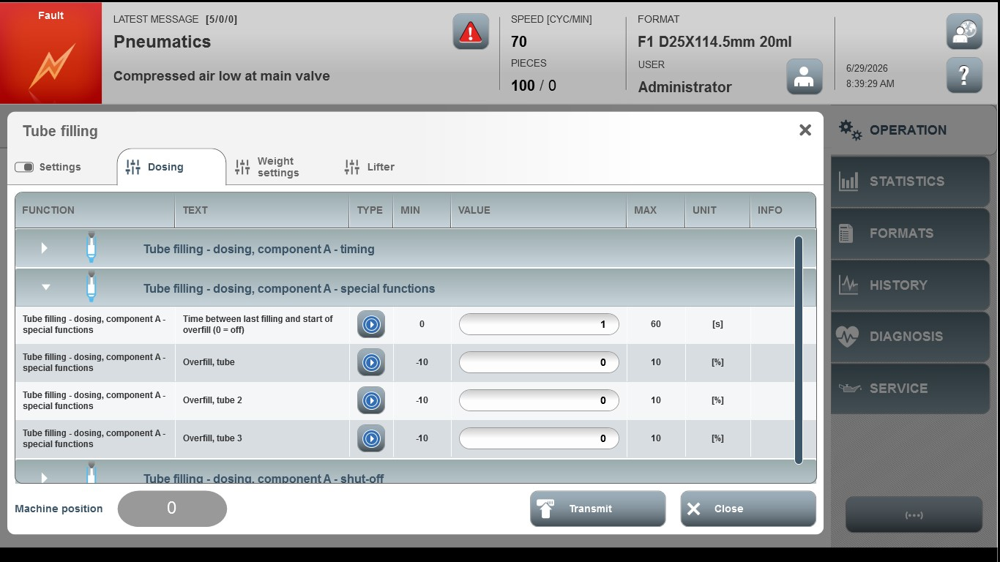 Fault
LATEST MESSAGE [5/0/0]
Pneumatics
Compressed air low at main valve
SPEED [CYC/MIN]
70
PIECES
100 / 0
FORMAT
F1 D25X114.5mm 20ml
USER
Administrator
6/29/2026
8:39:29 AM
?
Tube filling
Settings
Dosing
Weight
settings
Lifter
FUNCTION TEXT TYPE MIN VALUE MAX UNIT INFO
Tube filling - dosing, component A - timing
Tube filling - dosing, component A - special functions
Tube filling - dosing, component A -
special functions
Time between last filling and start of
overfill (0 = off)
0 1 60 [s]
Tube filling - dosing, component A -
special functions
Overfill, tube
-10 0 10 [%]
Tube filling - dosing, component A -
special functions
Overfill, tube 2
-10 0 10 [%]
Tube filling - dosing, component A -
special functions
Overfill, tube 3
-10 0 10 [%]
Tube filling - dosing, component A - shut-off
Machine position 0
Transmit
Close
OPERATION
STATISTICS
FORMATS
HISTORY
DIAGNOSIS
SERVICE
(...)